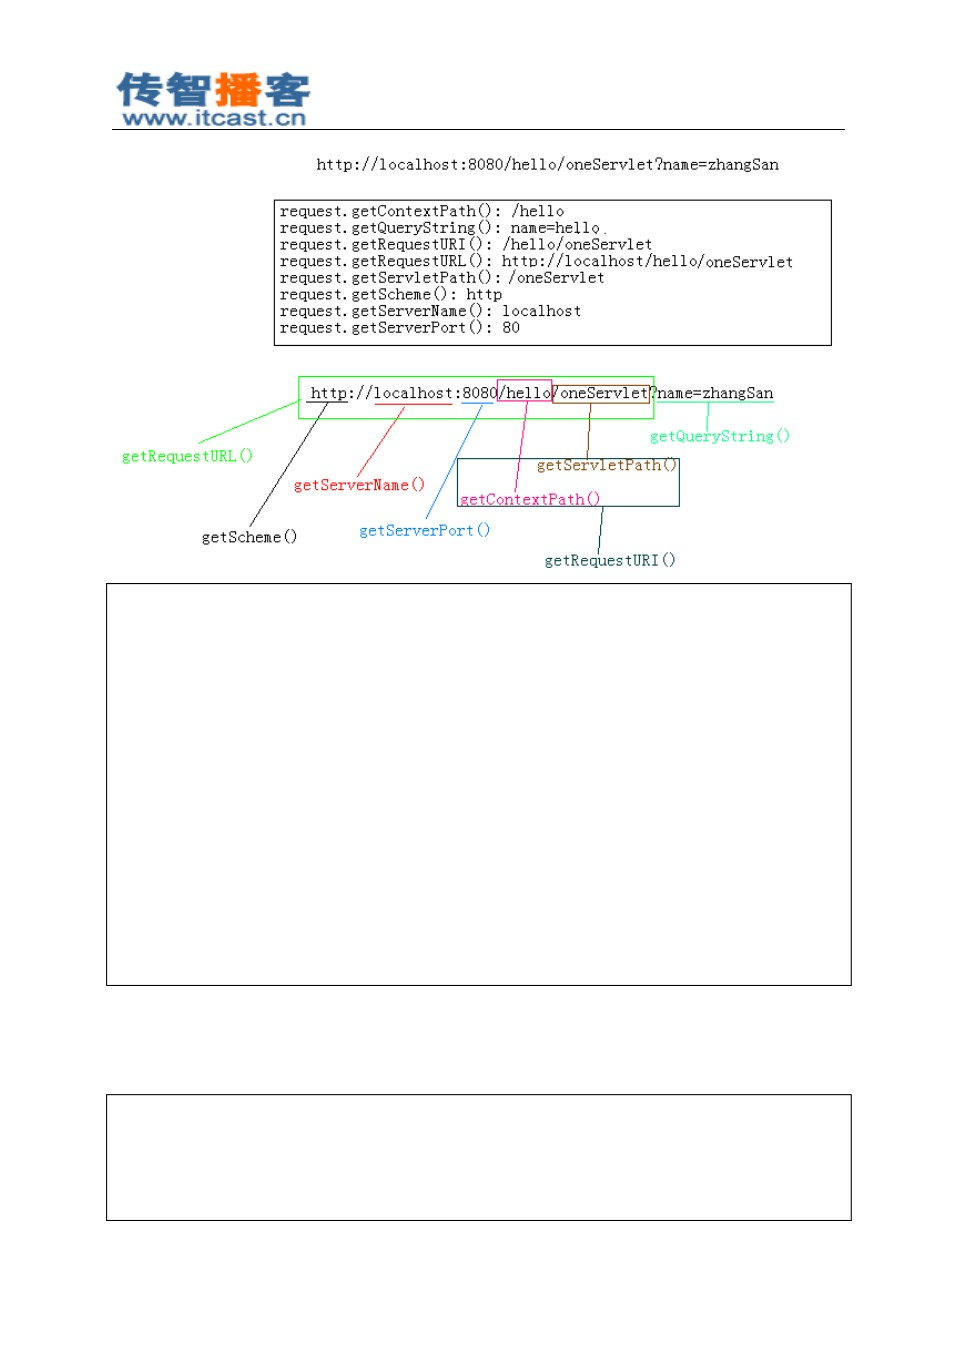 传智播客
www.itcast.cn
http://localhost:8080/hello/oneServlet?name=zhangSan
request.getContextPath(): /hello
request.getQueryString(): name=hello.
request.getRequestURI(): /hello/oneServlet
request.getRequestURL(): http://localhost/hello/oneServlet
request.getServletPath(): /oneServlet
request.getScheme(): http
request.getServerName(): localhost
request.getServerPort(): 80
http://localhost:8080/hello/oneServlet?name=zhangSan
getQueryString()
getRequestURL()
getServletPath()
getServerName()
getContextPath()
getScheme()
getServerPort()
getRequestURI()